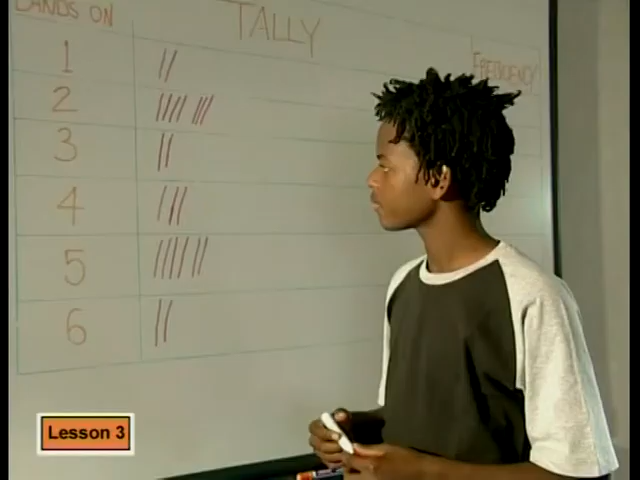 LANDS ON TALLY FREQUENCY
1 //
2 //// ///
3 //
4 ///
5 /////
6 //
Lesson 3